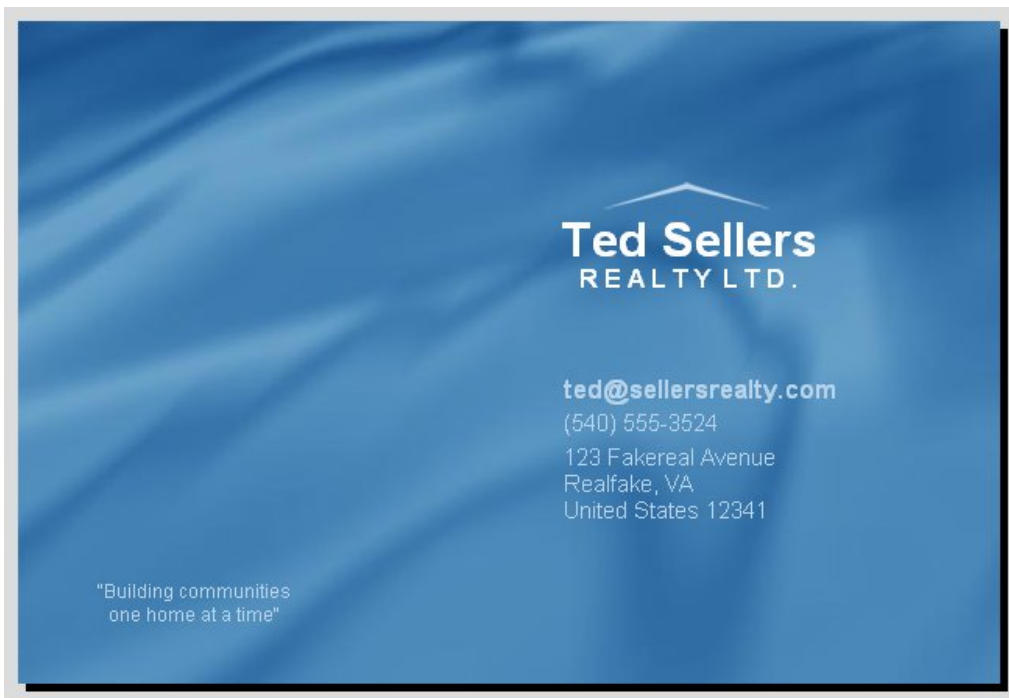 Ted Sellers
REALTY LTD.
ted@sellersrealty.com
(540) 555-3524
123 Fakereal Avenue
Realfake, VA
United States 12341
"Building communities
one home at a time"